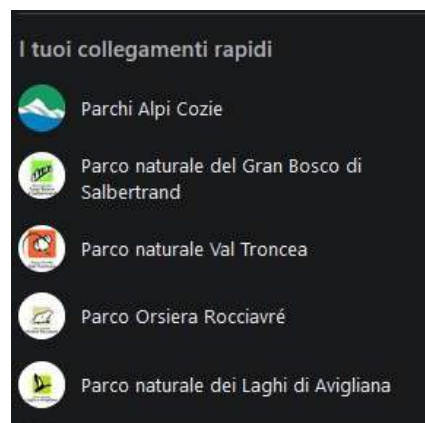 I tuoi collegamenti rapidi
Parchi Alpi Cozie
Parco naturale del Gran Bosco di
Salbertrand
Parco naturale Val Troncea
Parco Orsiera Rocciavré
Parco naturale dei Laghi di Avigliana